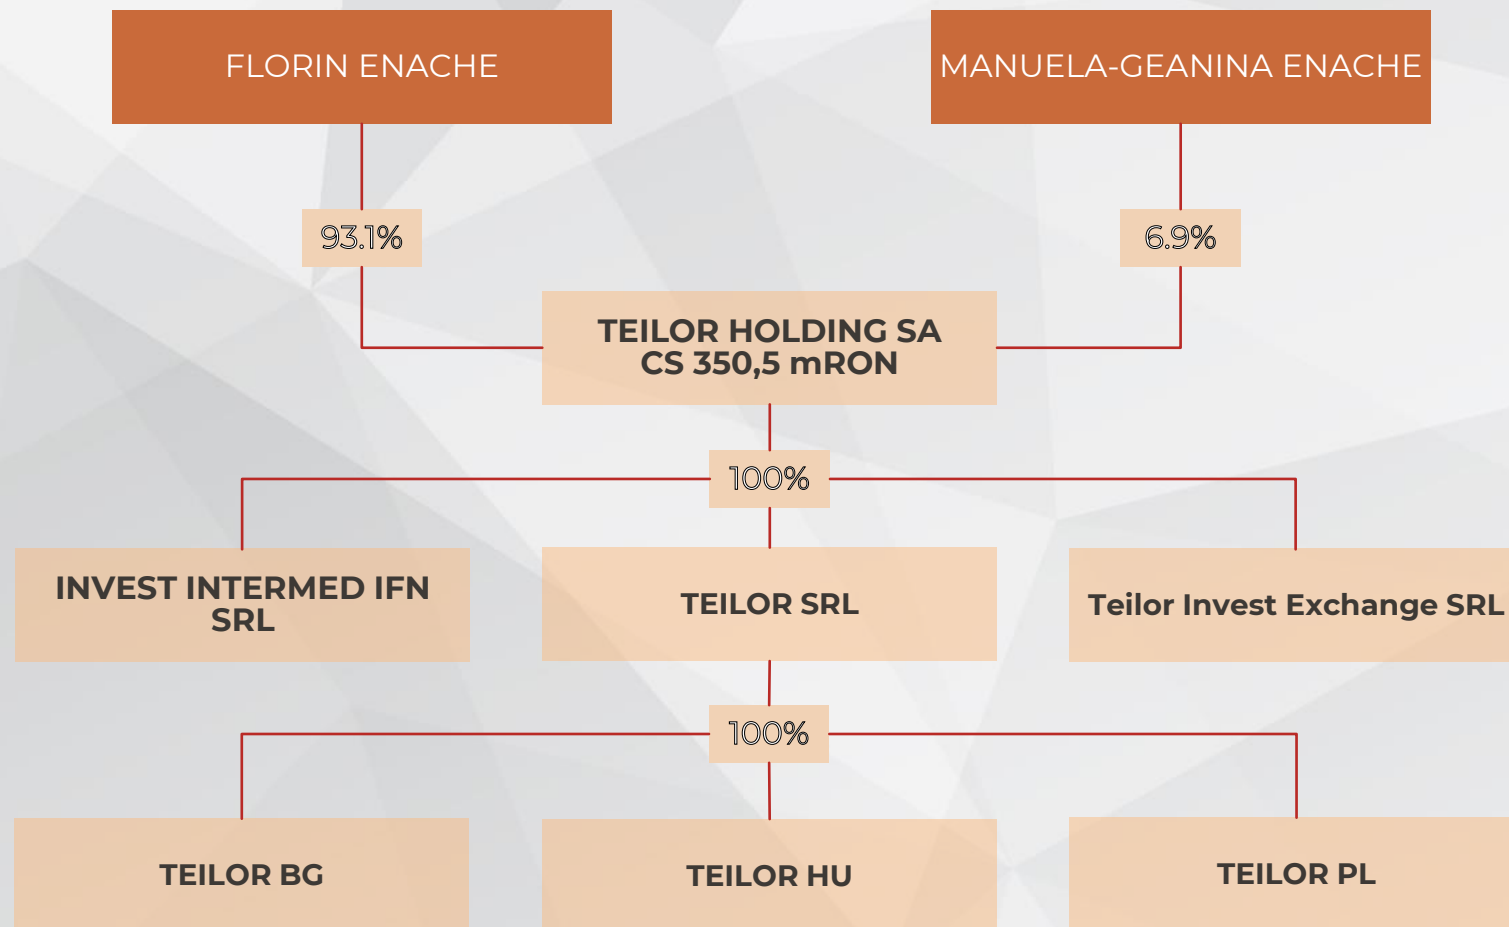 FLORIN ENACHE
MANUELA-GEANINA ENACHE
93.1%
6.9%
TEILOR HOLDING SA
CS 350,5 mRON
100%
INVEST INTERMED IFN
SRL
TEILOR SRL
Teilor Invest Exchange SRL
100%
TEILOR BG
TEILOR HU
TEILOR PL